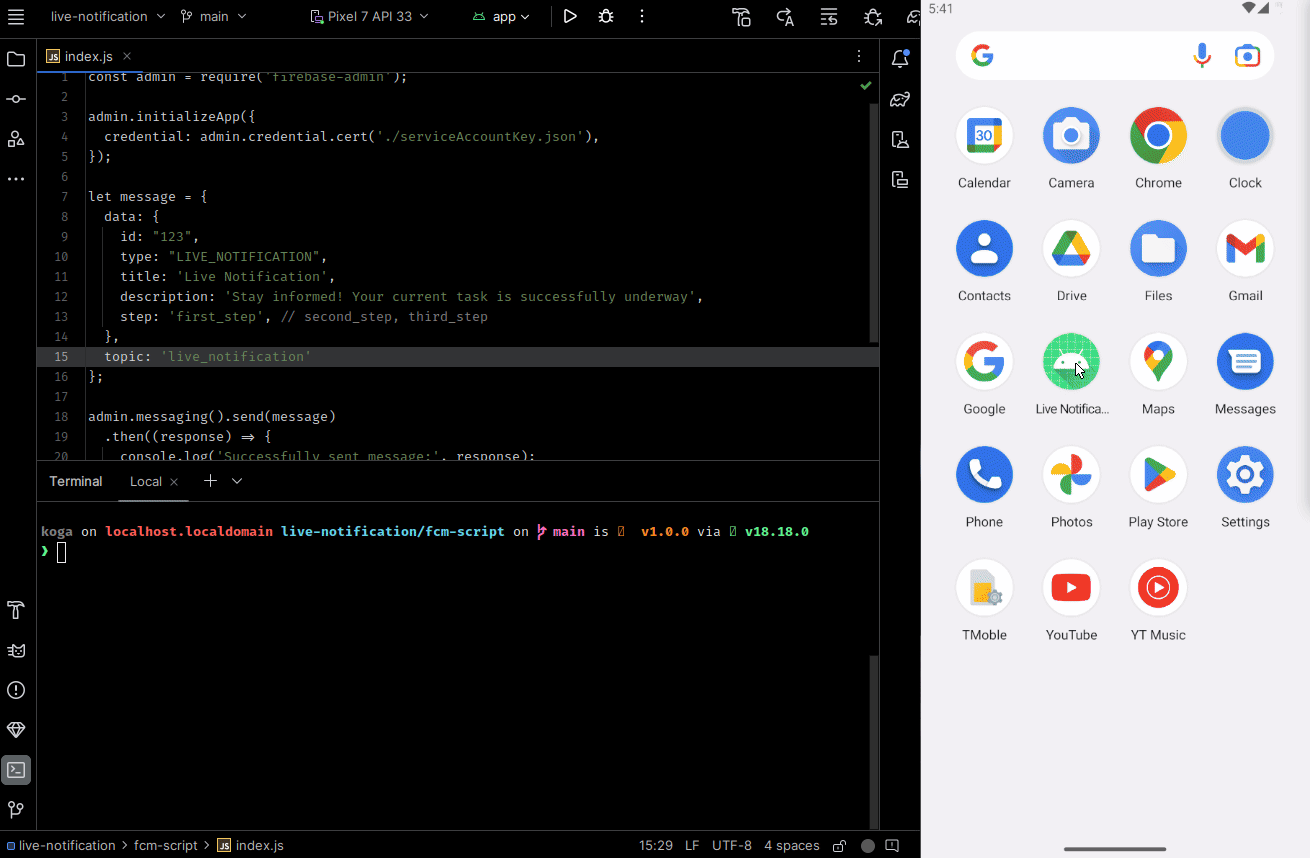 live-notification
main
Pixel 7 API 33
app
index.js
1 const admin = require('firebase-admin');
2
3 admin.initializeApp({
4 credential: admin.credential.cert('./serviceAccountKey.json'),
5 });
6
7 let message = {
8 data: {
9 id: "123",
10 type: "LIVE_NOTIFICATION",
11 title: 'Live Notification',
12 description: 'Stay informed! Your current task is successfully underway',
13 step: 'first_step', // second_step, third_step
14 },
15 topic: 'live_notification'
16 };
17
18 admin.messaging().send(message)
19 .then((response) => {
20 console.log('Successfully sent message:', response);
Terminal
Local
koga on localhost.localdomain live-notification/fcm-script on main is v1.0.0 via v18.18.0
❯
live-notification > fcm-script > index.js
15:29 LF UTF-8 4 spaces
5:41
30
Calendar Camera Chrome Clock
Contacts Drive Files Gmail
Google Live Notifica... Maps Messages
Phone Photos Play Store Settings
TMoble YouTube YT Music